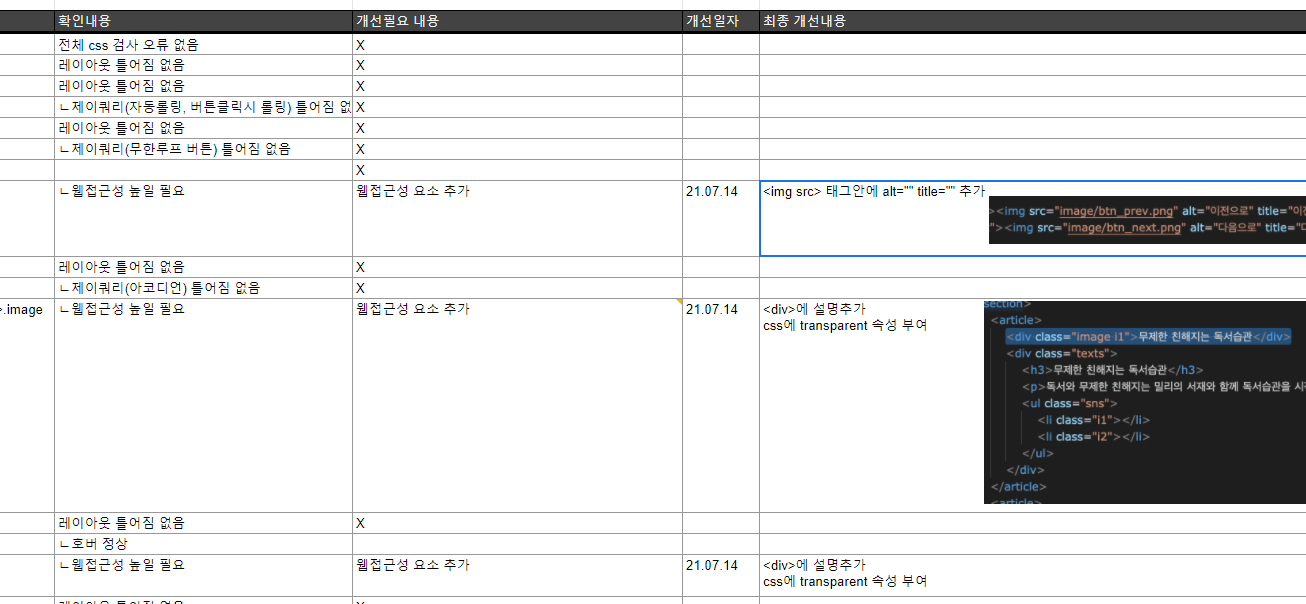 확인내용 개선필요 내용 개선일자 최종 개선내용
전체 css 검사 오류 없음 X
레이아웃 틀어짐 없음 X
레이아웃 틀어짐 없음 X
ㄴ제이쿼리(자동롤링, 버튼클릭시 롤링) 틀어짐 없 X
레이아웃 틀어짐 없음 X
ㄴ제이쿼리(무한루프 버튼) 틀어짐 없음 X
X
ㄴ웹접근성 높일 필요 웹접근성 요소 추가 21.07.14 <img src> 태그안에 alt="" title="" 추가
><img src="image/btn_prev.png" alt="이전으로" title="이전
"><img src="image/btn_next.png" alt="다음으로" title="다
레이아웃 틀어짐 없음 X
ㄴ제이쿼리(아코디언) 틀어짐 없음 X
>.image ㄴ웹접근성 높일 필요 웹접근성 요소 추가 21.07.14 <div>에 설명추가
css에 transparent 속성 부여
section>
<article>
<div class="image i1">무제한 친해지는 독서습관</div>
<div class="texts">
<h3>무제한 친해지는 독서습관</h3>
<p>독서와 무제한 친해지는 밀리의 서재와 함께 독서습관을 시작
<ul class="sns">
<li class="i1"></li>
<li class="i2"></li>
</ul>
</div>
</article>
<article>
레이아웃 틀어짐 없음 X
ㄴ호버 정상
ㄴ웹접근성 높일 필요 웹접근성 요소 추가 21.07.14 <div>에 설명추가
css에 transparent 속성 부여